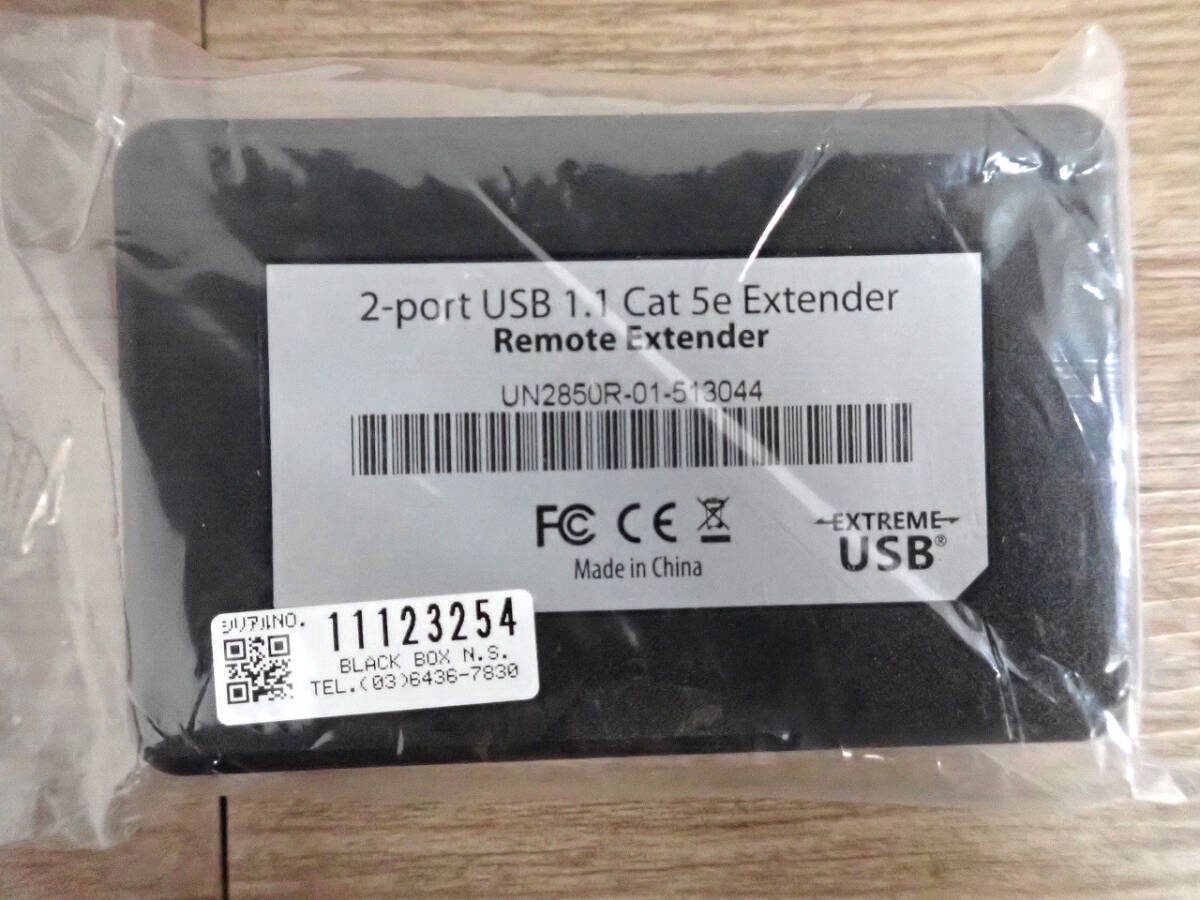 2-port USB 1.1 Cat 5e Extender
Remote Extender
UN2850R-01-513044
FC CE
Made in China
EXTREME
USB®
シリアルNO. 11123254
BLACK BOX N.S.
TEL.(03)6436-7830